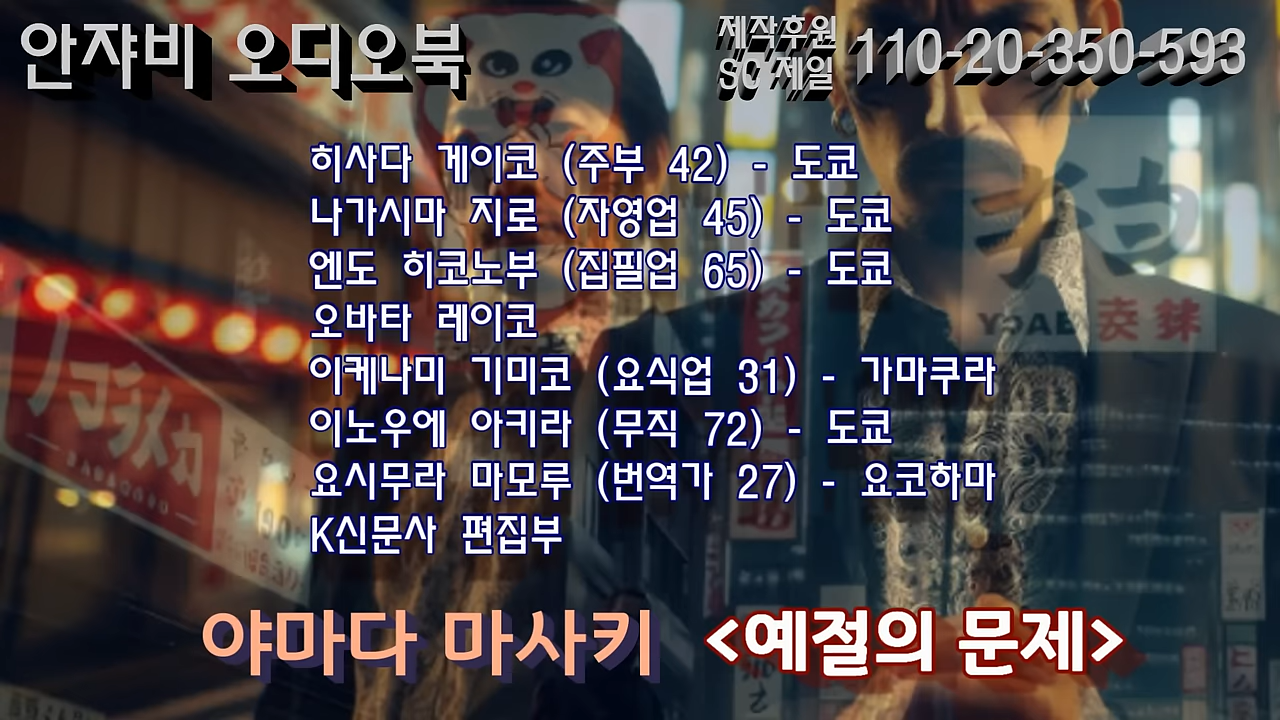 안쟈비 오디오북
제작후원
SC제일
110-20-350-593
히사다 게이코 (주부 42) - 도쿄
나가시마 지로 (자영업 45) - 도쿄
엔도 히코노부 (집필업 65) - 도쿄
오바타 레이코
이케나미 기미코 (요식업 31) - 가마쿠라
이노우에 아키라 (무직 72) - 도쿄
요시무라 마모루 (번역가 27) - 요코하마
K신문사 편집부
야마다 마사키 <예절의 문제>